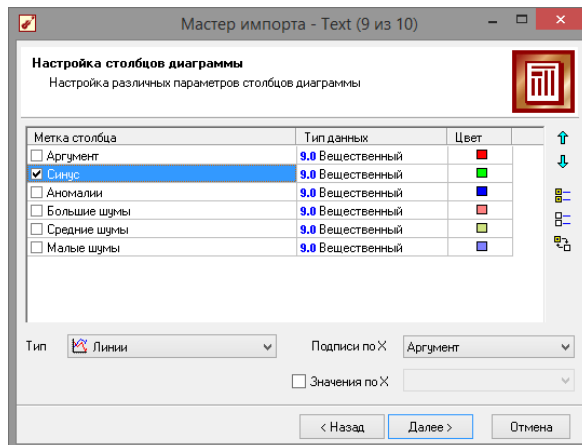 Мастер импорта - Text (9 из 10)
Настройка столбцов диаграммы
Настройка различных параметров столбцов диаграммы
Метка столбца Тип данных Цвет
Аргумент 9.0 Вещественный
Синус 9.0 Вещественный
Аномалии 9.0 Вещественный
Большие шумы 9.0 Вещественный
Средние шумы 9.0 Вещественный
Малые шумы 9.0 Вещественный
Тип Линии Подписи по X Аргумент
Значения по X
< Назад Далее > Отмена